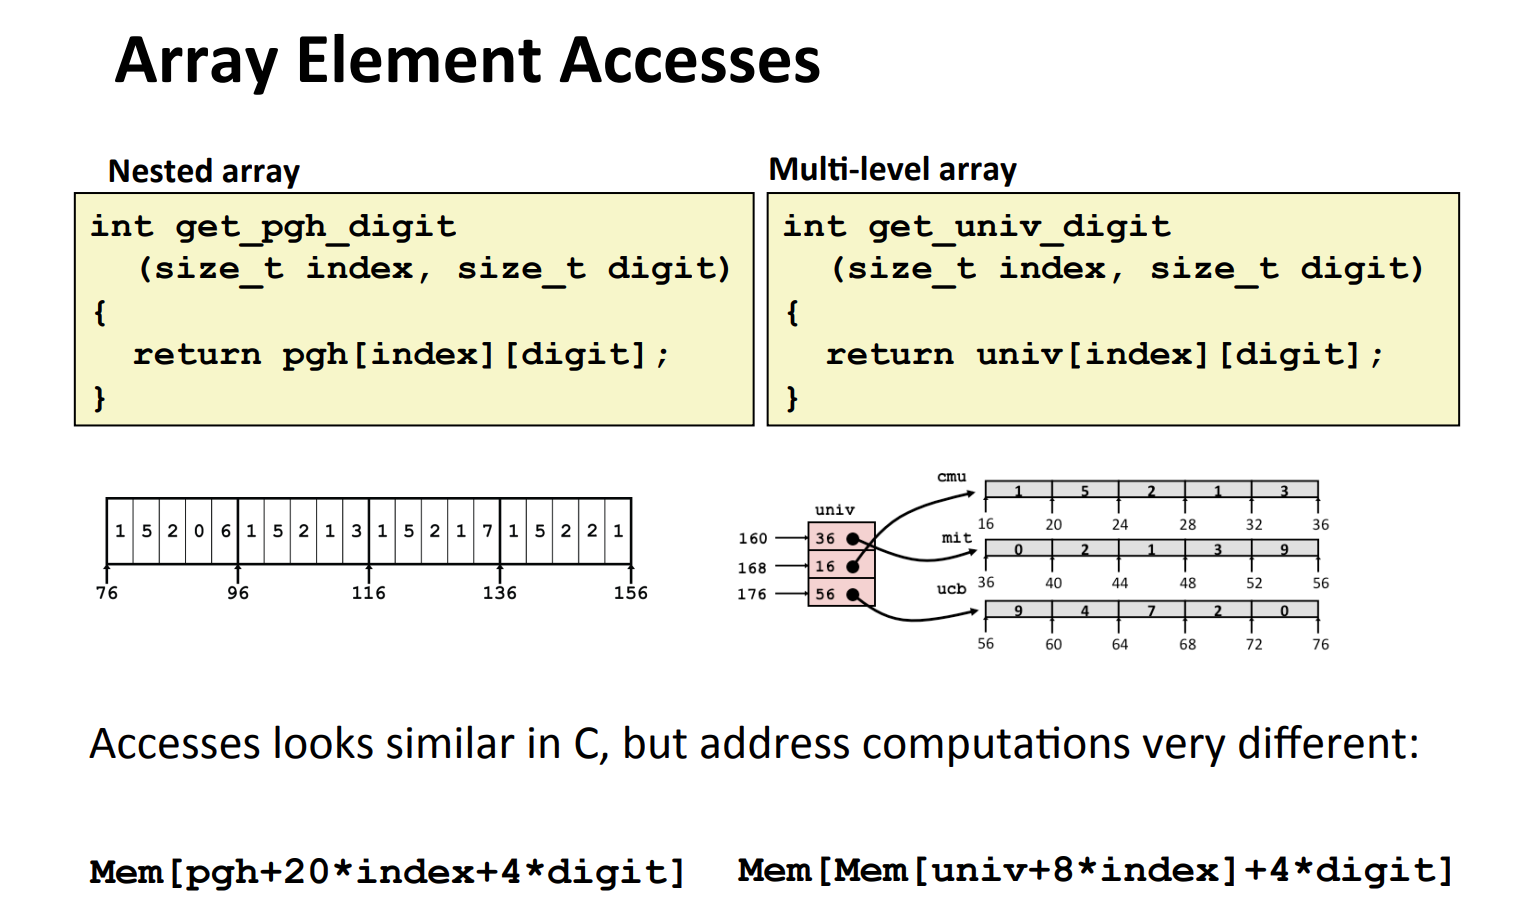 Array Element Accesses
Nested array
int get_pgh_digit
(size_t index, size_t digit)
{
return pgh[index][digit];
}
Multi-level array
int get_univ_digit
(size_t index, size_t digit)
{
return univ[index][digit];
}
1 5 2 0 6 1 5 2 1 3 1 5 2 1 7 1 5 2 2 1
76 96 116 136 156
univ
160 36
168 16
176 56
cmu
1 5 2 1 3
16 20 24 28 32 36
mit
0 2 1 3 9
36 40 44 48 52 56
ucb
9 4 7 2 0
56 60 64 68 72 76
Accesses looks similar in C, but address computations very different:
Mem[pgh+20*index+4*digit]
Mem[Mem[univ+8*index]+4*digit]